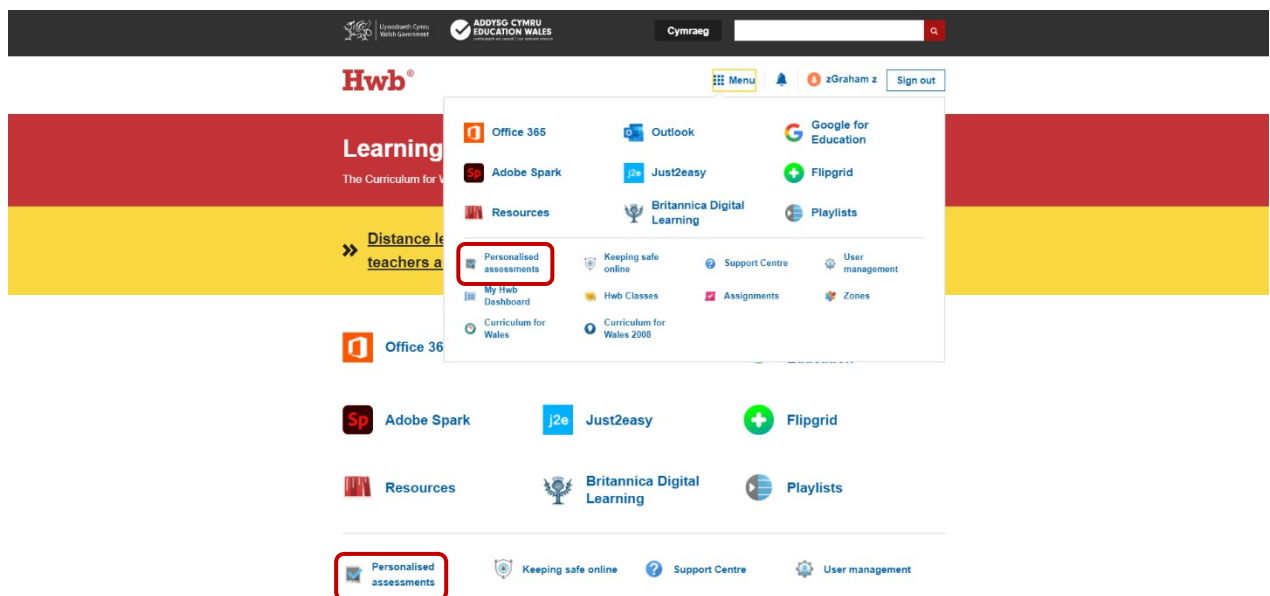 Llywodraeth Cymru
Welsh Government
ADDYSG CYMRU
EDUCATION WALES
Cymraeg
Hwb®
Menu
zGraham z
Sign out
Learning
The Curriculum for W
Distance le
teachers a
Office 365
Outlook
Google for
Education
Sp
Adobe Spark
j2e
Just2easy
Flipgrid
Resources
Britannica Digital
Learning
Playlists
Personalised
assessments
Keeping safe
online
Support Centre
User
management
My Hwb
Dashboard
Hwb Classes
Assignments
Zones
Curriculum for
Wales
Curriculum for
Wales 2008
Office 36
Sp
Adobe Spark
j2e
Just2easy
Flipgrid
Resources
Britannica Digital
Learning
Playlists
Personalised
assessments
Keeping safe online
Support Centre
User management